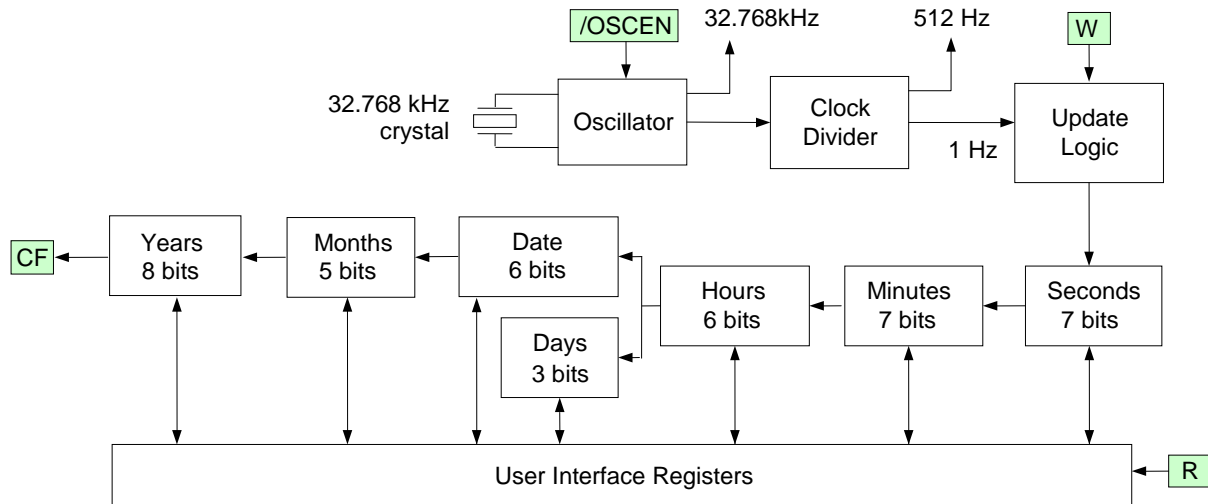 /OSCEN
32.768kHz
512 Hz
W
32.768 kHz
crystal
Oscillator
Clock
Divider
1 Hz
Update
Logic
CF
Years
8 bits
Months
5 bits
Date
6 bits
Days
3 bits
Hours
6 bits
Minutes
7 bits
Seconds
7 bits
User Interface Registers
R